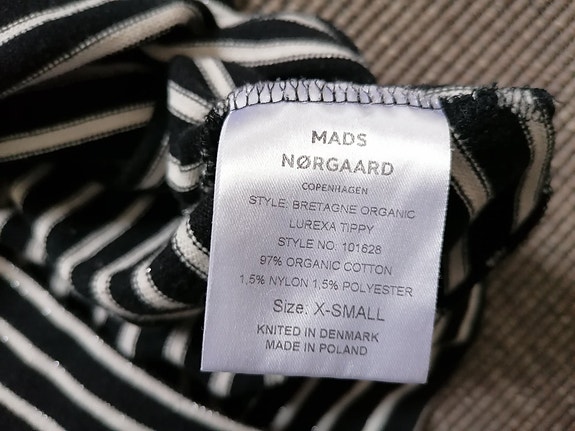 MADS
NØRGAARD
COPENHAGEN
STYLE: BRETAGNE ORGANIC
LUREXA TIPPY
STYLE NO: 101628
97% ORGANIC COTTON
1,5% NYLON 1,5% POLYESTER
Size: X-SMALL
KNITED IN DENMARK
MADE IN POLAND